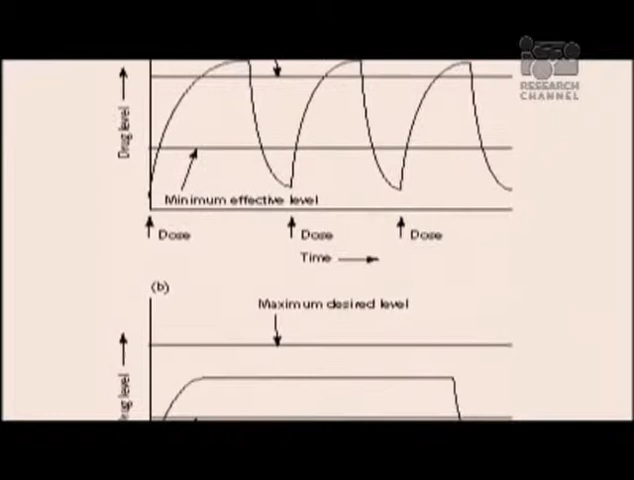 RESEARCH
CHANNEL
Drug level
Minimum effective level
Dose
Dose
Dose
Time
(b)
Maximum desired level
Drug level